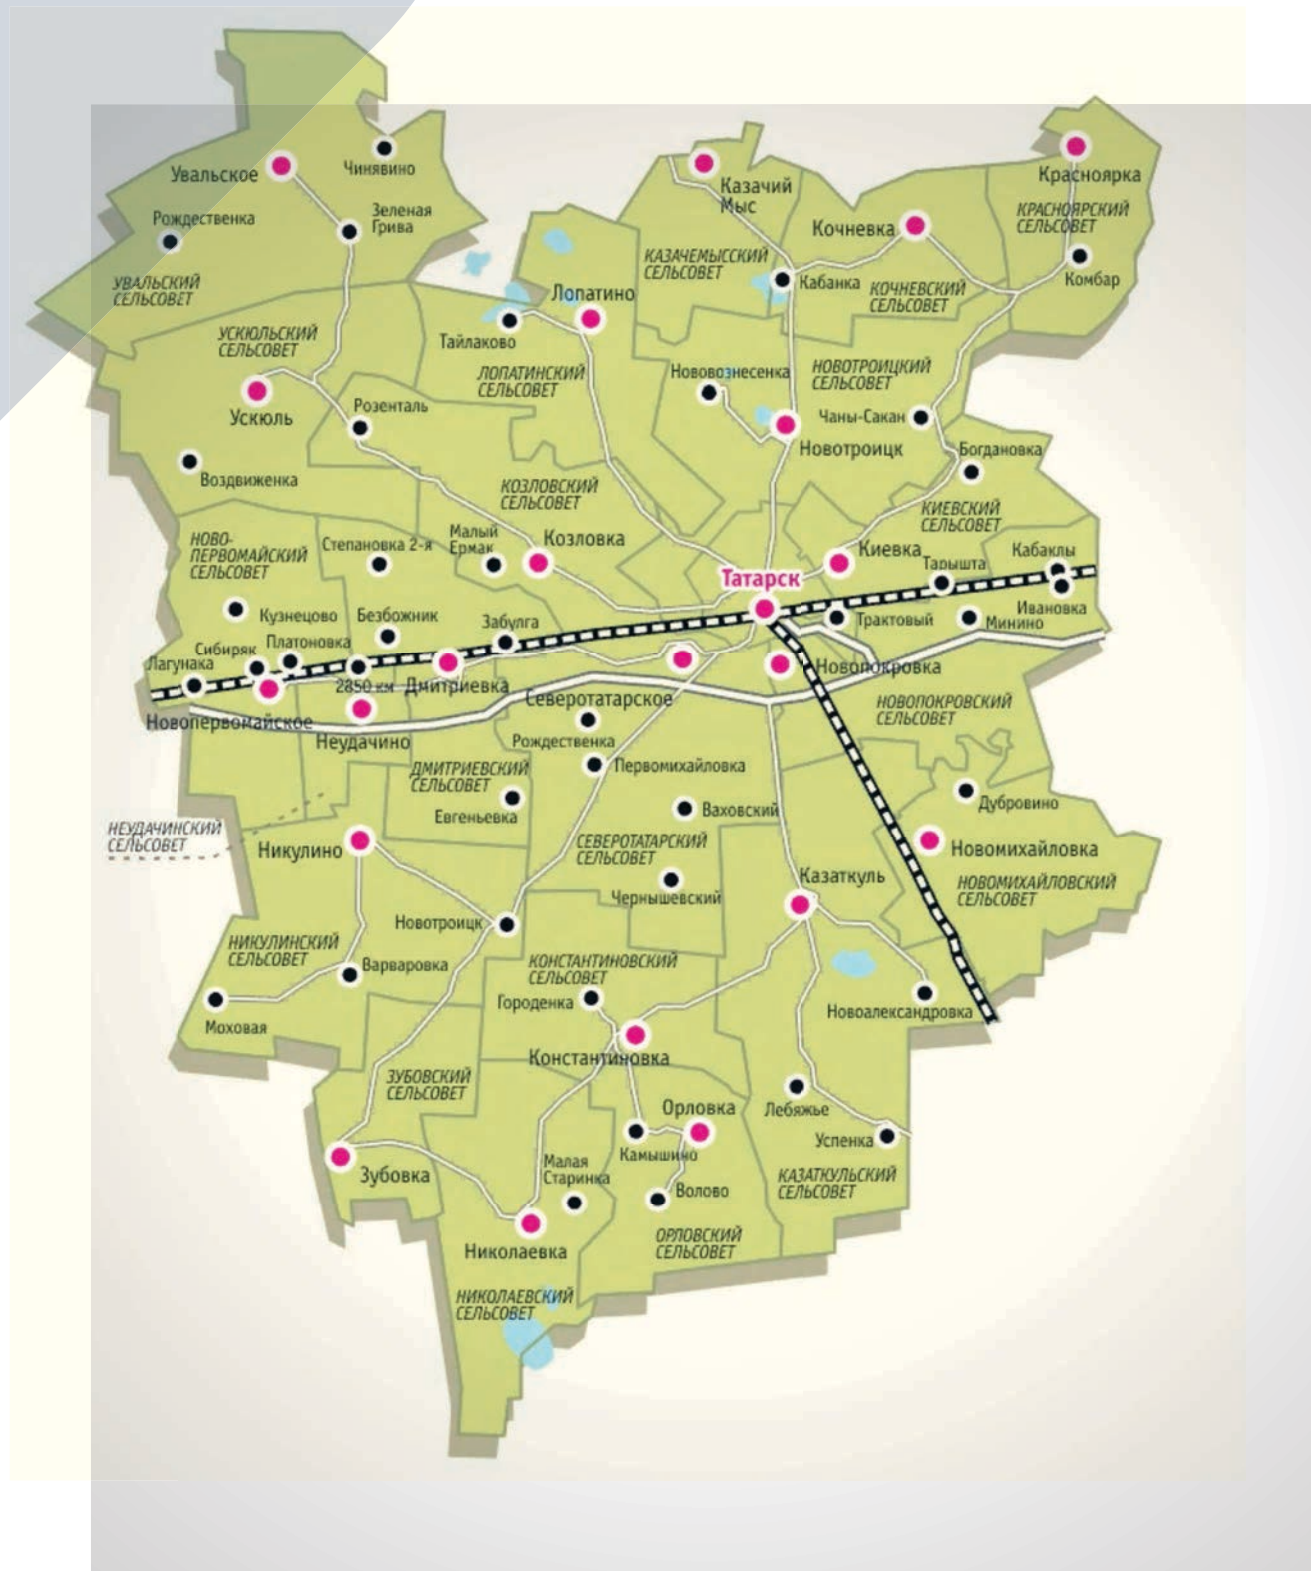 Увальское
Чинявино
Рождественка
Зеленая
Грива
УВАЛЬСКИЙ
СЕЛЬСОВЕТ
Казачий
Мыс
Красноярка
КРАСНОЯРСКИЙ
СЕЛЬСОВЕТ
Кочневка
КАЗАЧЕМЫССКИЙ
СЕЛЬСОВЕТ
Кабанка
КОЧНЕВСКИЙ
СЕЛЬСОВЕТ
Комбар
Лопатино
УСКЮЛЬСКИЙ
СЕЛЬСОВЕТ
Тайлаково
ЛОПАТИНСКИЙ
СЕЛЬСОВЕТ
Нововознесенка
НОВОТРОИЦКИЙ
СЕЛЬСОВЕТ
Ускюль
Розенталь
Чаны-Сакан
Новотроицк
Богдановка
Воздвиженка
КОЗЛОВСКИЙ
СЕЛЬСОВЕТ
КИЕВСКИЙ
СЕЛЬСОВЕТ
НОВО-
ПЕРВОМАЙСКИЙ
СЕЛЬСОВЕТ
Степановка 2-я
Малый
Ермак
Козловка
Киевка
Тарышта
Кабаклы
Татарск
Кузнецово
Безбожник
Забулга
Трактовый
Минино
Ивановка
Сибиряк
Платоновка
Лагунака
2850 км
Дмитриевка
Новопокровка
Северотатарское
НОВОПОКРОВСКИЙ
СЕЛЬСОВЕТ
Новопервомайское
Неудачино
Рождественка
Первомихайловка
ДМИТРИЕВСКИЙ
СЕЛЬСОВЕТ
Евгеньевка
Ваховский
Дубровино
НЕУДАЧИНСКИЙ
СЕЛЬСОВЕТ
Никулино
СЕВЕРОТАТАРСКИЙ
СЕЛЬСОВЕТ
Новомихайловка
Казаткуль
НОВОМИХАЙЛОВСКИЙ
СЕЛЬСОВЕТ
Чернышевский
Новотроицк
НИКУЛИНСКИЙ
СЕЛЬСОВЕТ
Варваровка
КОНСТАНТИНОВСКИЙ
СЕЛЬСОВЕТ
Городенка
Новоалександровка
Моховая
Константиновка
ЗУБОВСКИЙ
СЕЛЬСОВЕТ
Орловка
Лебяжье
Успенка
Камышино
Зубовка
Малая
Старинка
Волово
КАЗАТКУЛЬСКИЙ
СЕЛЬСОВЕТ
Николаевка
ОРЛОВСКИЙ
СЕЛЬСОВЕТ
НИКОЛАЕВСКИЙ
СЕЛЬСОВЕТ